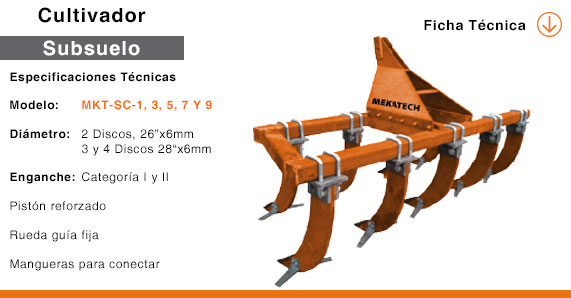 Cultivador
Ficha Técnica
Subsuelo
Especificaciones Técnicas
Modelo: MKT-SC-1, 3, 5, 7 Y 9
Diámetro: 2 Discos, 26"x6mm
3 y 4 Discos 28"x6mm
Enganche: Categoría I y II
Pistón reforzado
Rueda guía fija
Mangueras para conectar
MEKATECH